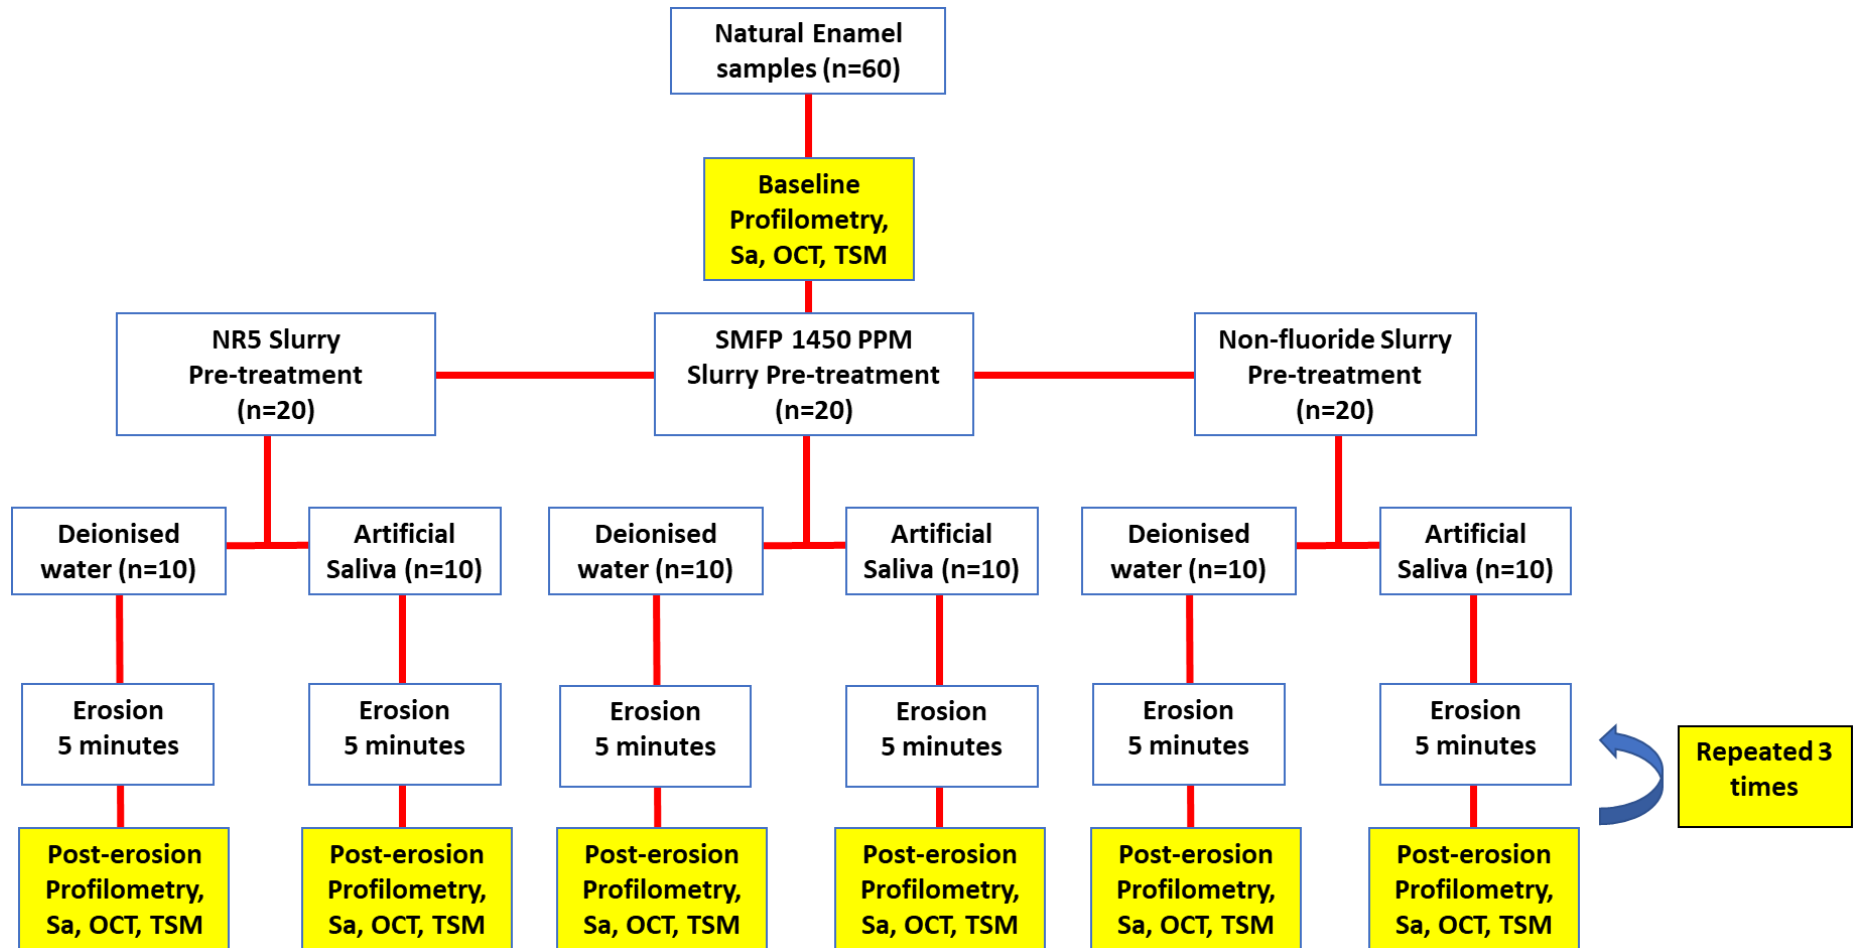 Natural Enamel
samples (n=60)
Baseline
Profilometry,
Sa, OCT, TSM
NR5 Slurry
Pre-treatment
(n=20)
SMFP 1450 PPM
Slurry Pre-treatment
(n=20)
Non-fluoride Slurry
Pre-treatment
(n=20)
Deionised
water (n=10)
Artificial
Saliva (n=10)
Deionised
water (n=10)
Artificial
Saliva (n=10)
Deionised
water (n=10)
Artificial
Saliva (n=10)
Erosion
5 minutes
Erosion
5 minutes
Erosion
5 minutes
Erosion
5 minutes
Erosion
5 minutes
Erosion
5 minutes
Repeated 3
times
Post-erosion
Profilometry,
Sa, OCT, TSM
Post-erosion
Profilometry,
Sa, OCT, TSM
Post-erosion
Profilometry,
Sa, OCT, TSM
Post-erosion
Profilometry,
Sa, OCT, TSM
Post-erosion
Profilometry,
Sa, OCT, TSM
Post-erosion
Profilometry,
Sa, OCT, TSM